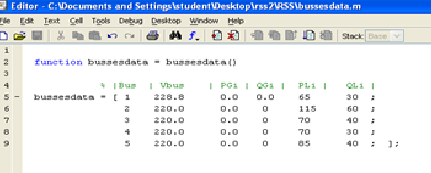 Editor - C:\Documents and Settings\student\Desktop\rss2\RSS\bussesdata.m
File Edit Text Cell Tools Debug Desktop Window Help
Stack: Base
1
2 function bussesdata = bussesdata()
3
4 % |Bus | Vbus | PGi | QGi | PLi | QLi |
5 - bussesdata = [ 1 228.8 0.0 0.0 65 30 ;
6 2 220.0 0.0 0 115 60 ;
7 3 220.0 0.0 0 70 40 ;
8 4 220.0 0.0 0 70 30 ;
9 5 220.0 0.0 0 85 40 ; ];